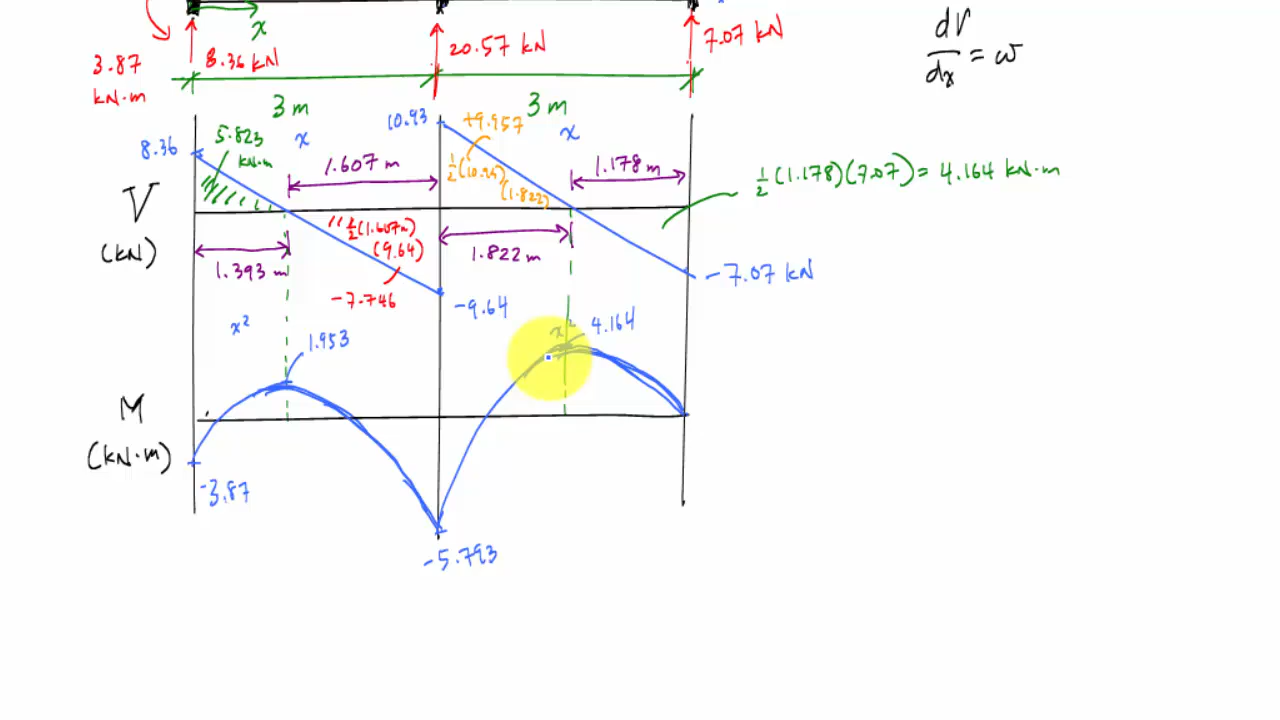 dV
dx = w
x
3.87
kN·m
8.36 kN
20.57 kN
7.07 kN
3 m
3 m
x
x
8.36
5.823
kN·m
1.607 m
10.93
+9.957
1/2(10.93)(1.822)
1.178 m
1/2 (1.178)(7.07) = 4.164 kN·m
V
(kN)
1/2(1.607m)
(9.64)
1.393 m
-7.746
1.822 m
-9.64
-7.07 kN
x²
1.953
x²
4.164
M
(kN·m)
-3.87
-5.793